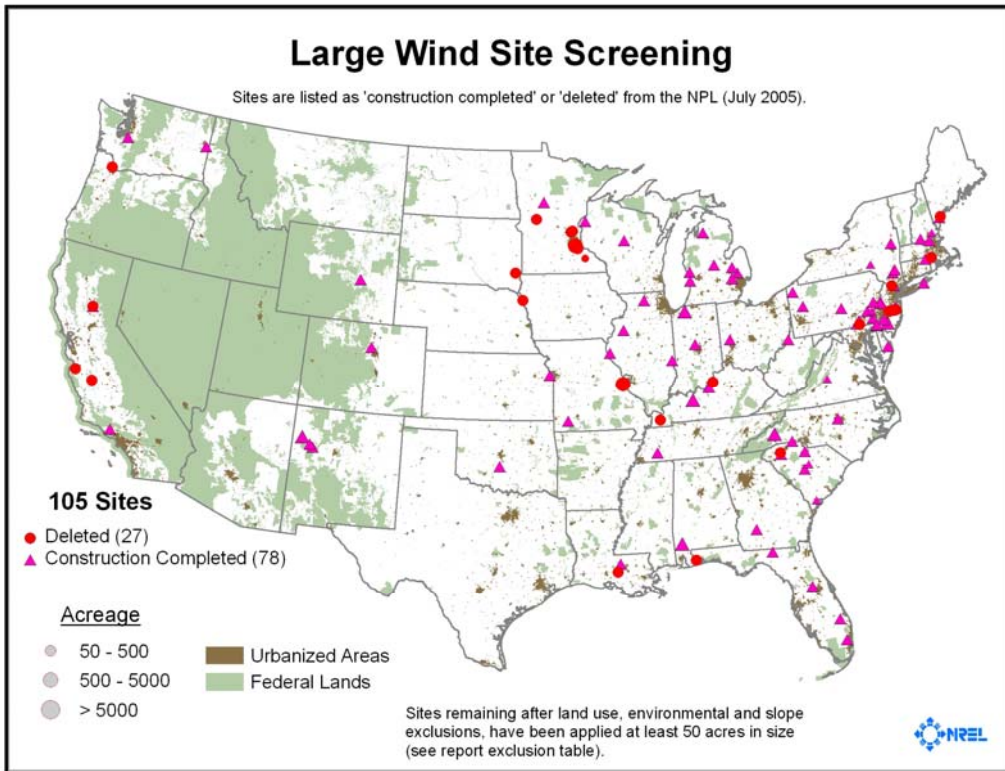 Large Wind Site Screening
Sites are listed as 'construction completed' or 'deleted' from the NPL (July 2005).
105 Sites
Deleted (27)
Construction Completed (78)
Acreage
50 - 500
500 - 5000
> 5000
Urbanized Areas
Federal Lands
Sites remaining after land use, environmental and slope
exclusions, have been applied at least 50 acres in size
(see report exclusion table).
NREL